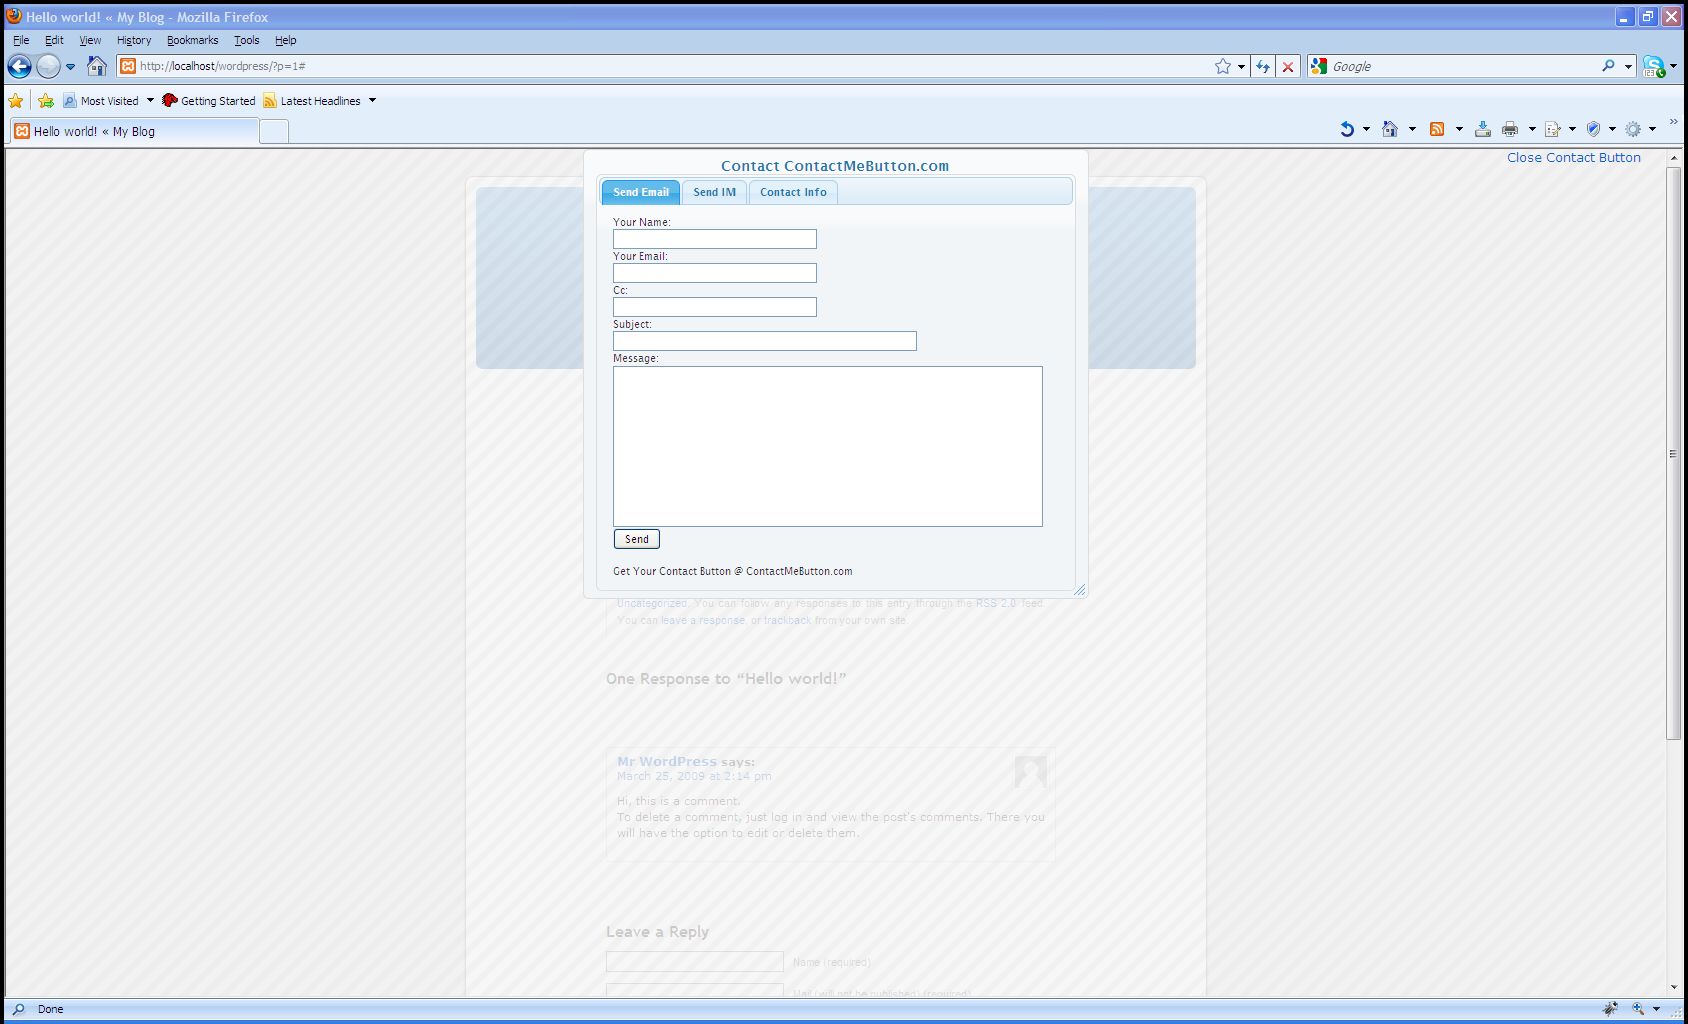 Hello world! « My Blog - Mozilla Firefox
File Edit View History Bookmarks Tools Help
http://localhost/wordpress/?p=1#
Google
Most Visited Getting Started Latest Headlines
Hello world! « My Blog
Close Contact Button
Contact ContactMeButton.com
Send Email Send IM Contact Info
Your Name:
Your Email:
Cc:
Subject:
Message:
Send
Get Your Contact Button @ ContactMeButton.com
Uncategorized. You can follow any responses to this entry through the RSS 2.0 feed.
You can leave a response, or trackback from your own site.
One Response to “Hello world!”
Mr WordPress says:
March 25, 2009 at 2:14 pm
Hi, this is a comment.
To delete a comment, just log in and view the post's comments. There you
will have the option to edit or delete them.
Leave a Reply
Name (required)
Mail (will not be published) (required)
Done